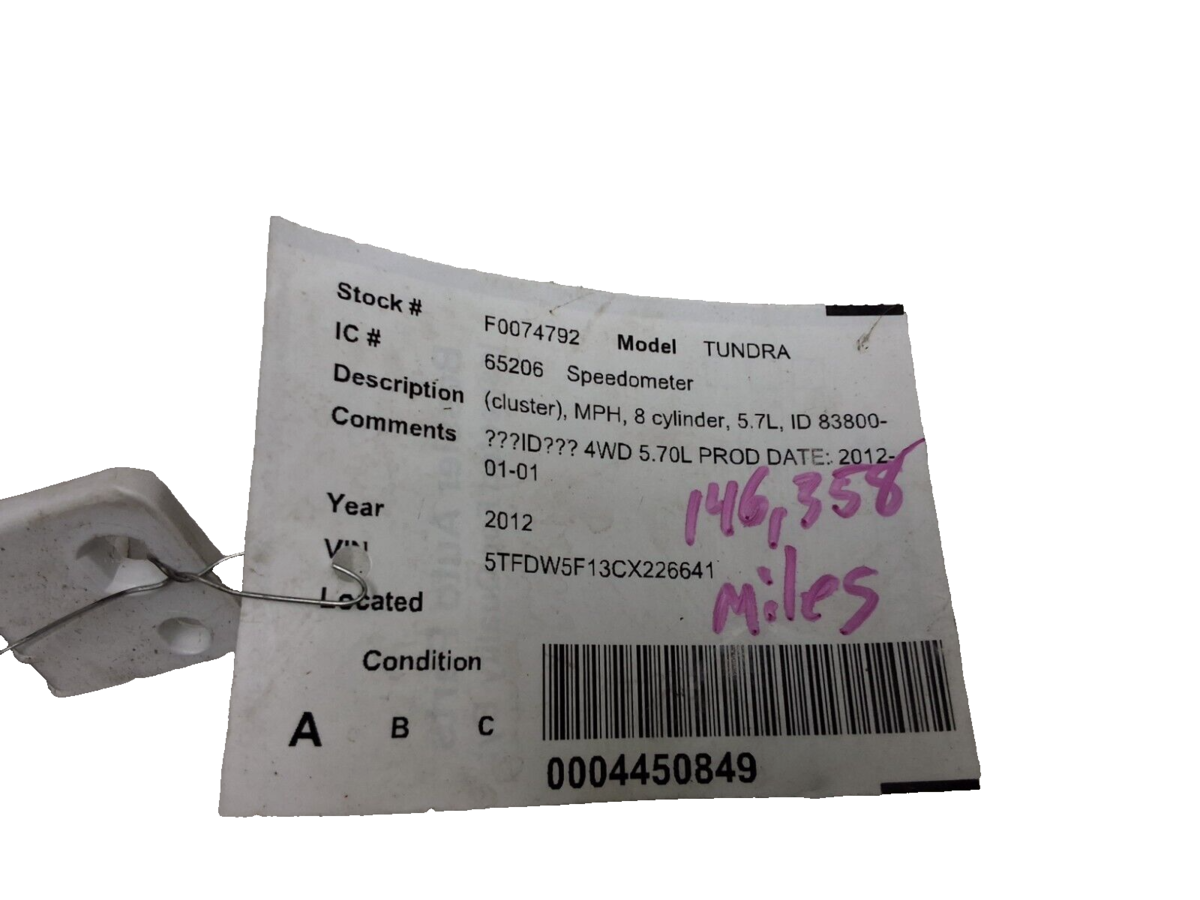 Stock # F0074792 Model TUNDRA
IC # 65206 Speedometer
Description (cluster), MPH, 8 cylinder, 5.7L, ID 83800-
Comments ???ID??? 4WD 5.70L PROD DATE: 2012-
01-01
146,358
Year 2012
VIN 5TFDW5F13CX226641
Miles
Located
Condition
A B C
0004450849